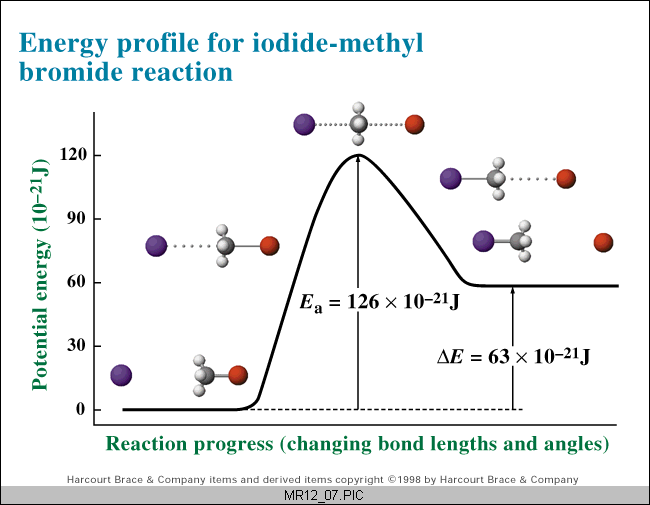 Energy profile for iodide-methyl
bromide reaction
Potential energy (10⁻²¹J)
120
90
60
30
0
Eₐ = 126 × 10⁻²¹J
ΔE = 63 × 10⁻²¹J
Reaction progress (changing bond lengths and angles)
Harcourt Brace & Company items and derived items copyright ©1998 by Harcourt Brace & Company
MR12_07.PIC